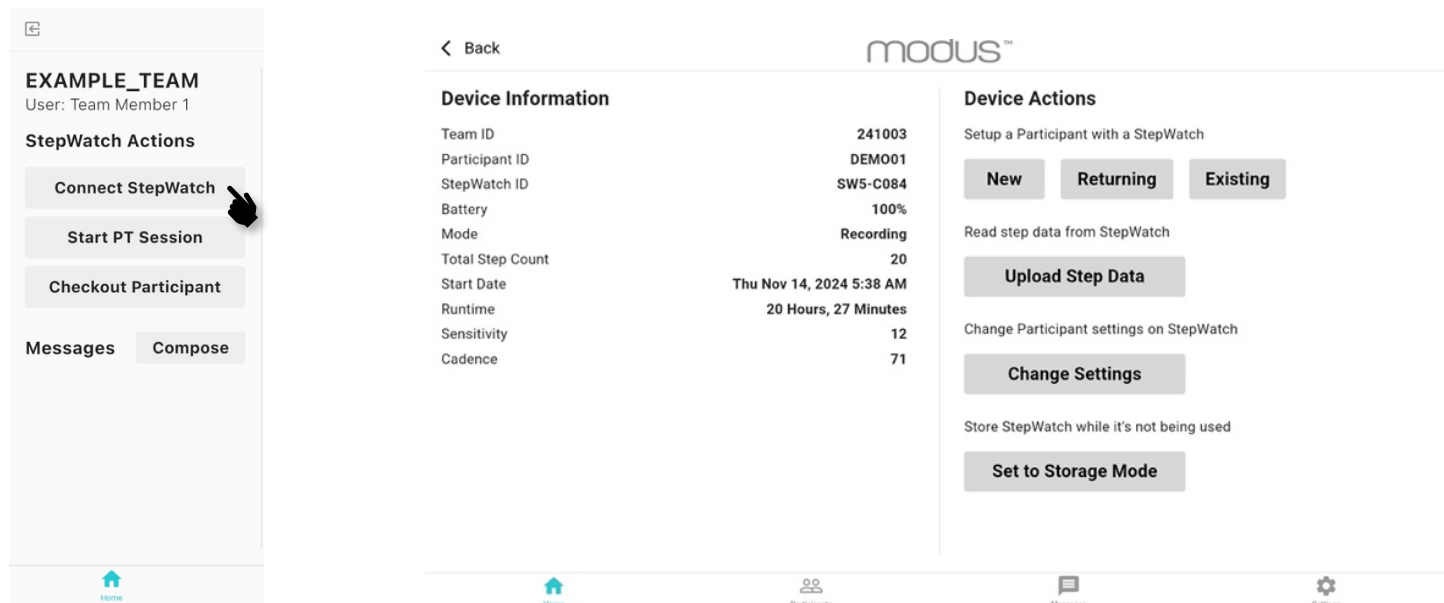 EXAMPLE_TEAM
User: Team Member 1
StepWatch Actions
Connect StepWatch
Start PT Session
Checkout Participant
Messages Compose
Home
Back
modus™
Device Information
Team ID 241003
Participant ID DEMO01
StepWatch ID SW5-C084
Battery 100%
Mode Recording
Total Step Count 20
Start Date Thu Nov 14, 2024 5:38 AM
Runtime 20 Hours, 27 Minutes
Sensitivity 12
Cadence 71
Device Actions
Setup a Participant with a StepWatch
New Returning Existing
Read step data from StepWatch
Upload Step Data
Change Participant settings on StepWatch
Change Settings
Store StepWatch while it's not being used
Set to Storage Mode